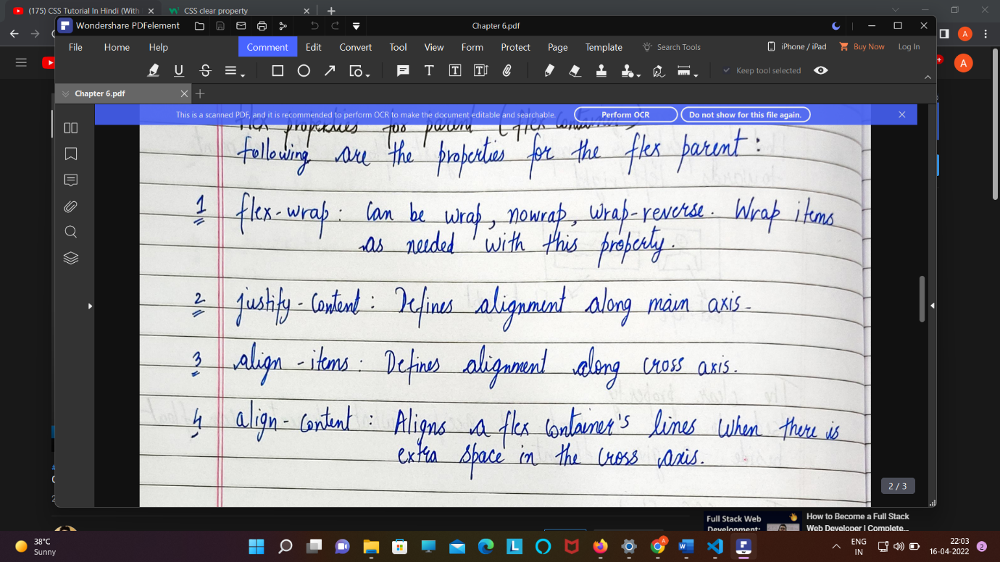 (175) CSS Tutorial In Hindi (With
CSS clear property
Wondershare PDFelement
Chapter 6.pdf
File Home Help Comment Edit Convert Tool View Form Protect Page Template Search Tools iPhone / iPad Buy Now Log In
Keep tool selected
Chapter 6.pdf
This is a scanned PDF, and it is recommended to perform OCR to make the document editable and searchable. Perform OCR Do not show for this file again.
flex properties for parent (flex container)
following are the properties for the flex parent :
1 flex-wrap : Can be wrap, nowrap, wrap-reverse. Wrap items
as needed with this property.
2 justify-content : Defines alignment along main axis.
3 align-items : Defines alignment along cross axis.
4 align-content : Aligns a flex container's lines when there is
extra space in the cross axis.
2 / 3
Full Stack Web
Development:
How to Become a Full Stack
Web Developer | Complete...
38°C
Sunny
ENG
IN
22:03
16-04-2022
2